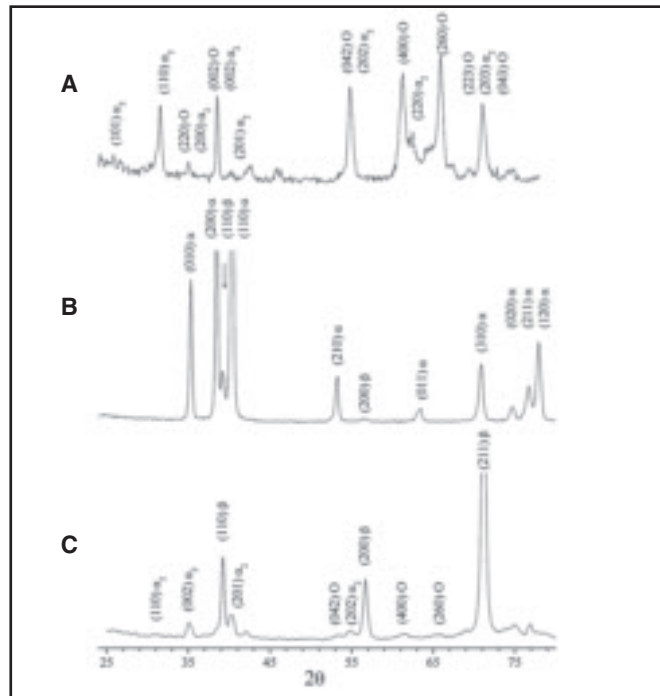 A
(101) α₂
(110) α₂
(220) O
(200) α₂
(002) O
(002) α₂
(201) α₂
(042) O
(202) α₂
(400) O
(220) α₂
(260) O
(223) O
(203) α₂
(043) O
B
(010) α
(200) α
(110) β
(110) α
(210) α
(200) β
(011) α
(310) α
(020) α
(211) α
(120) α
C
(110) α₂
(002) α₂
(110) β
(201) α₂
(042) O
(202) α₂
(200) β
(400) O
(260) O
(211) β
25 35 45 55 65 75
2θ